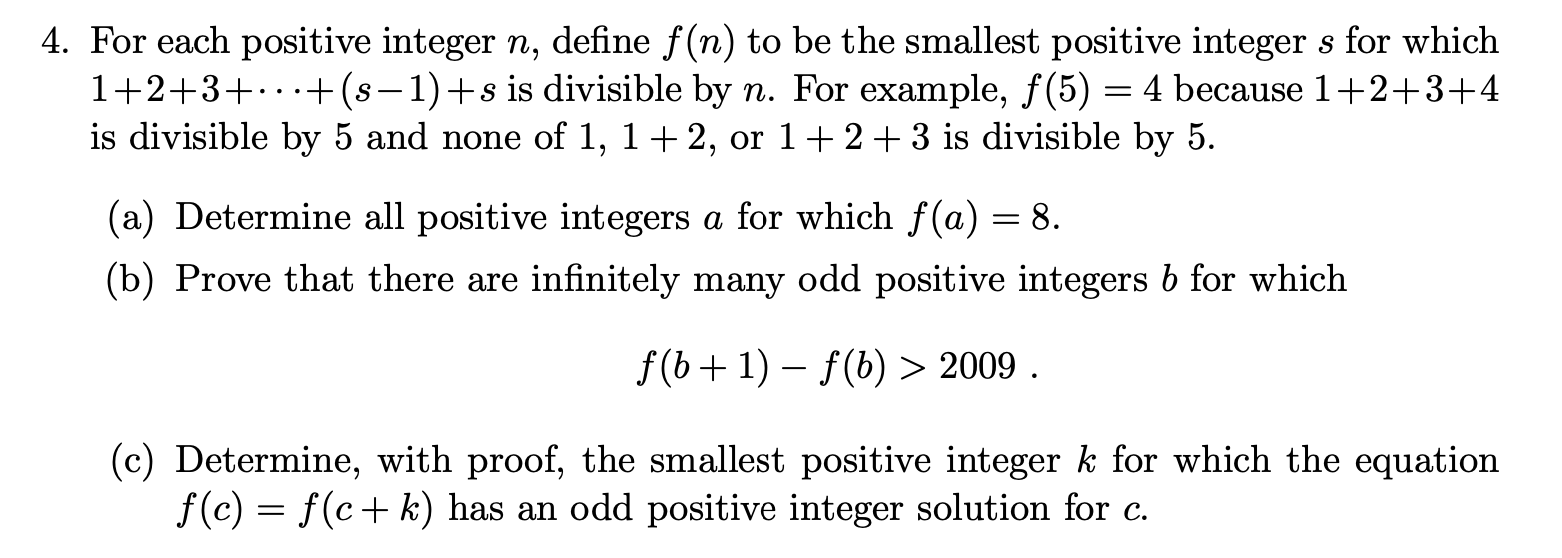 4. For each positive integer n, define f(n) to be the smallest positive integer s for which
1+2+3+···+(s−1)+s is divisible by n. For example, f(5) = 4 because 1+2+3+4
is divisible by 5 and none of 1, 1 + 2, or 1 + 2 + 3 is divisible by 5.
(a) Determine all positive integers a for which f(a) = 8.
(b) Prove that there are infinitely many odd positive integers b for which
f(b + 1) − f(b) > 2009 .
(c) Determine, with proof, the smallest positive integer k for which the equation
f(c) = f(c + k) has an odd positive integer solution for c.